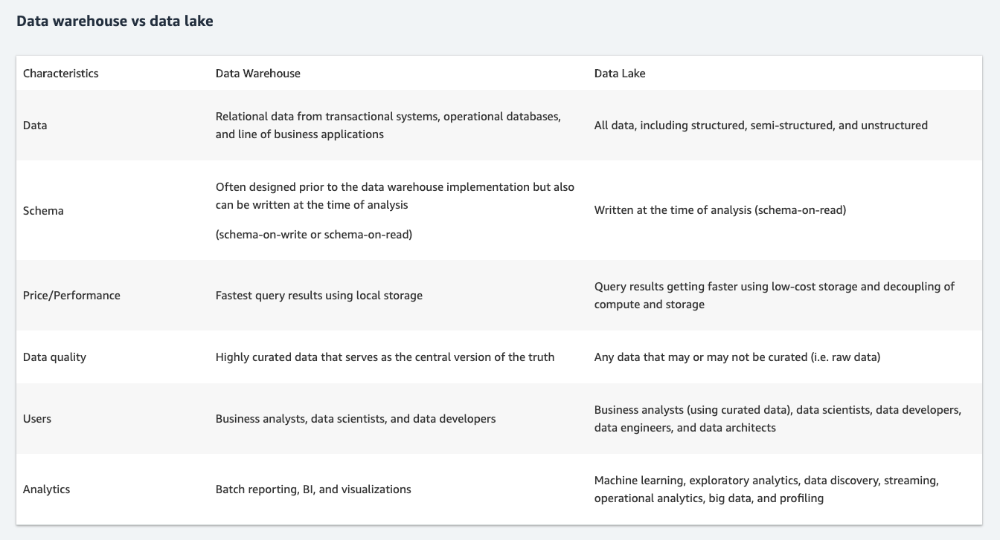 Data warehouse vs data lake
Characteristics
Data Warehouse
Data Lake
Data
Relational data from transactional systems, operational databases,
and line of business applications
All data, including structured, semi-structured, and unstructured
Schema
Often designed prior to the data warehouse implementation but also
can be written at the time of analysis
(schema-on-write or schema-on-read)
Written at the time of analysis (schema-on-read)
Price/Performance
Fastest query results using local storage
Query results getting faster using low-cost storage and decoupling of
compute and storage
Data quality
Highly curated data that serves as the central version of the truth
Any data that may or may not be curated (i.e. raw data)
Users
Business analysts, data scientists, and data developers
Business analysts (using curated data), data scientists, data developers,
data engineers, and data architects
Analytics
Batch reporting, BI, and visualizations
Machine learning, exploratory analytics, data discovery, streaming,
operational analytics, big data, and profiling